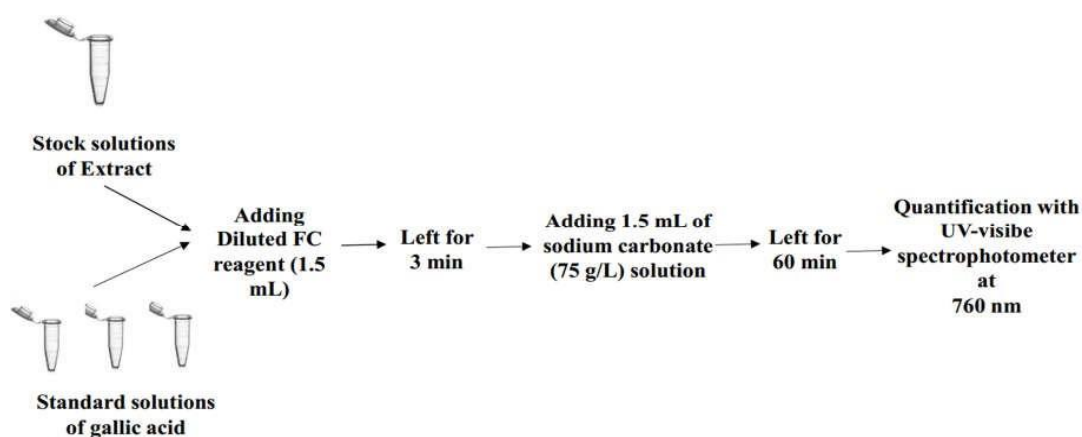 Stock solutions
of Extract
Adding
Diluted FC
reagent (1.5
mL)
Left for
3 min
Adding 1.5 mL of
sodium carbonate
(75 g/L) solution
Left for
60 min
Quantification with
UV-visibe
spectrophotometer
at
760 nm
Standard solutions
of gallic acid